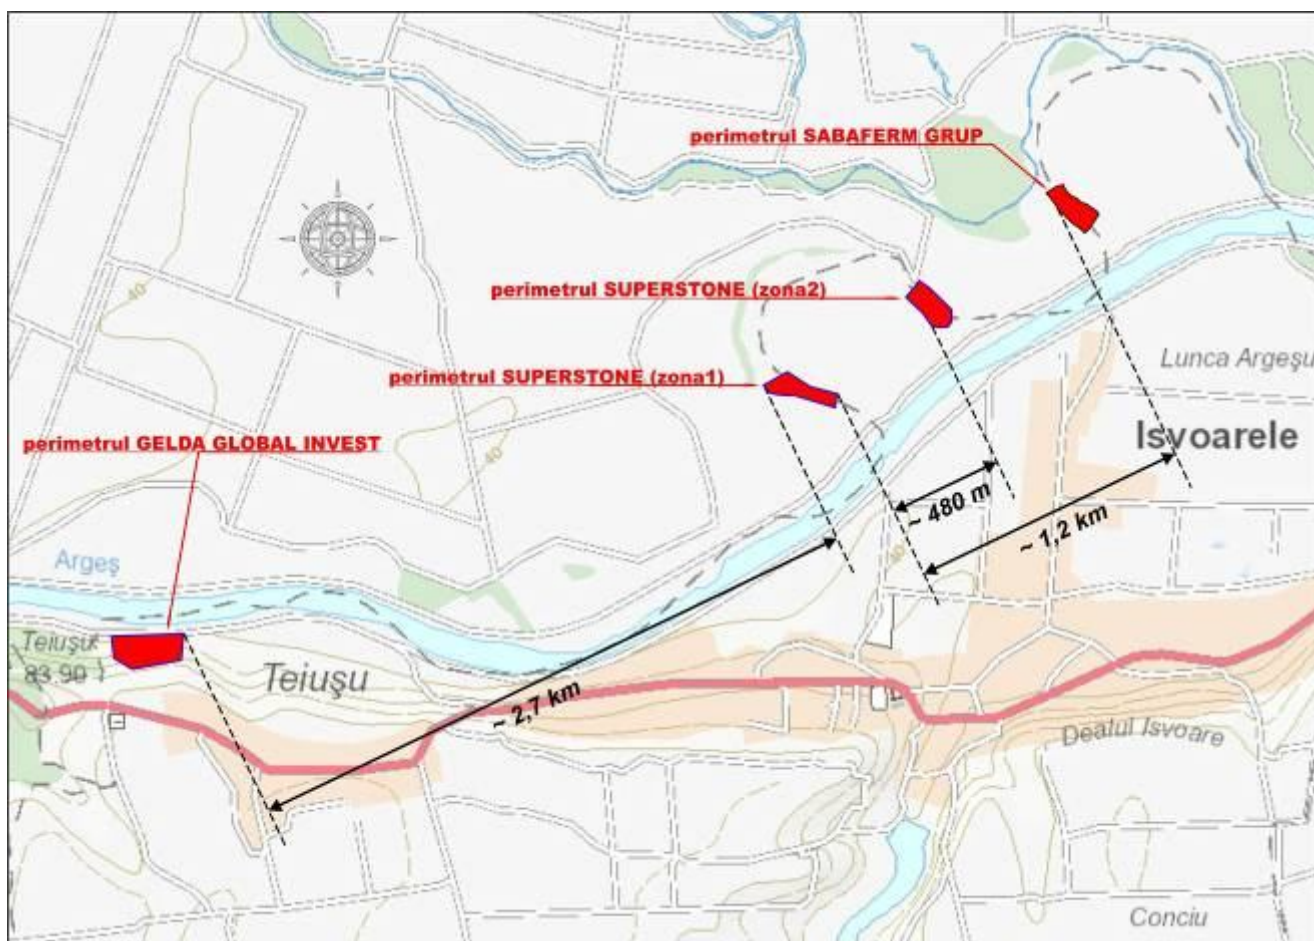 perimetrul SABAFERM GRUP
perimetrul SUPERSTONE (zona2)
perimetrul SUPERSTONE (zona1)
perimetrul GELDA GLOBAL INVEST
Lunca Argeşu
Isvoarele
~ 480 m
~ 1,2 km
~ 2,7 km
Argeş
Teiuşu
83.90
Teiuşu
Dealul Isvoare
Conciu
40
40
40
40